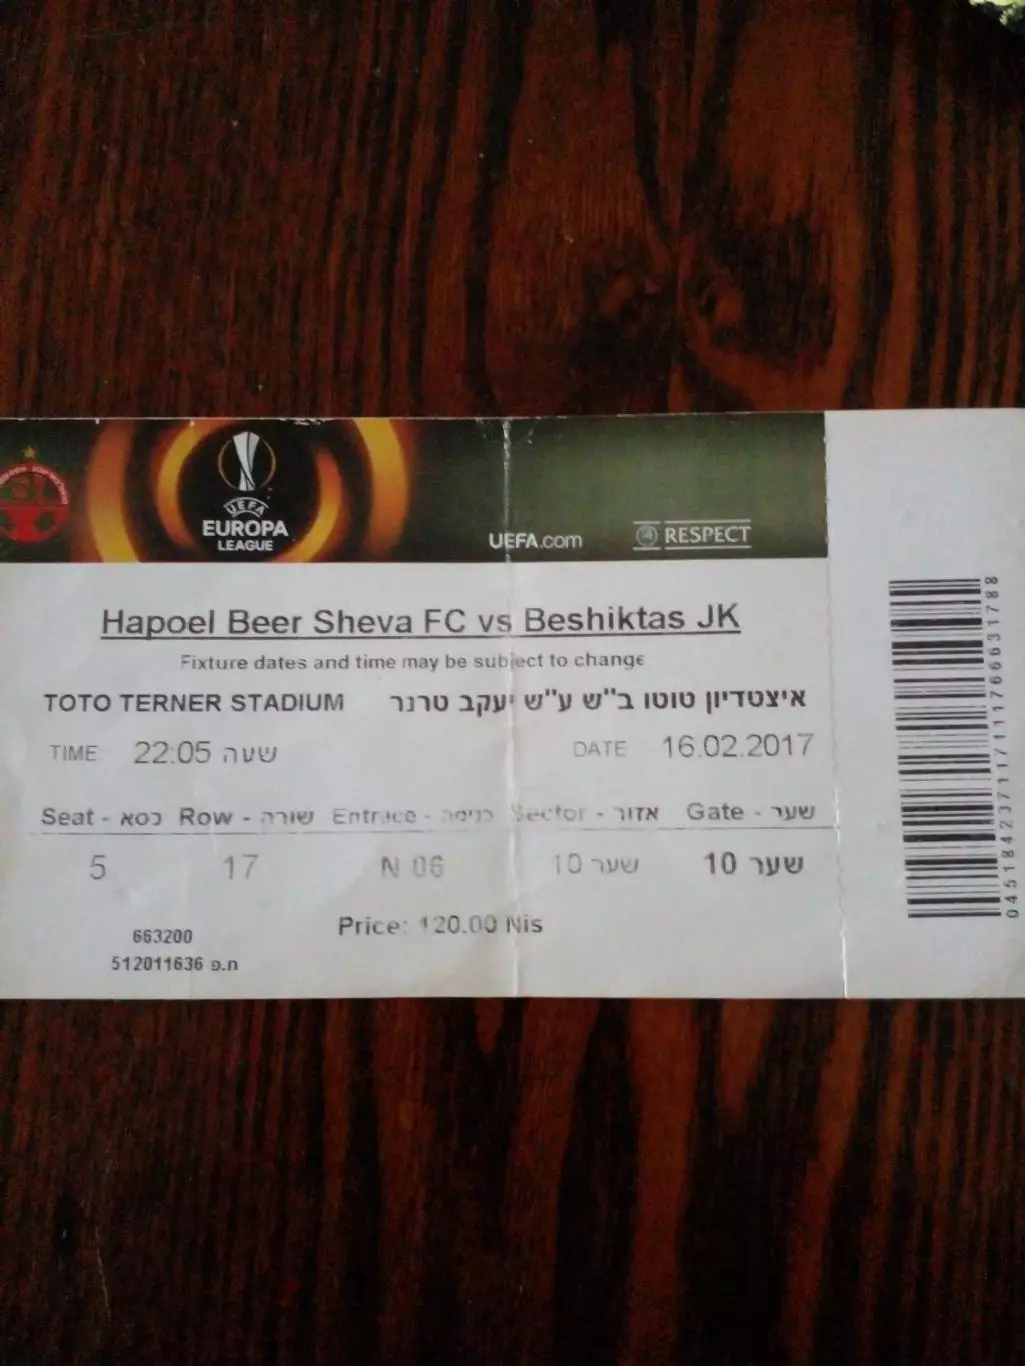 UEFA
EUROPA
LEAGUE
UEFA.com
RESPECT
Hapoel Beer Sheva FC vs Beshiktas JK
Fixture dates and time may be subject to change
TOTO TERNER STADIUM איצטדיון טוטו ב"ש ע"ש יעקב טרנר
TIME 22:05 שעה DATE 16.02.2017
Seat - כסא Row - שורה Entrace - כניסה Sector - אזור Gate - שער
5 17 N 06 שער 10 שער 10
Price: 120.00 Nis
663200
512011636 ח.פ